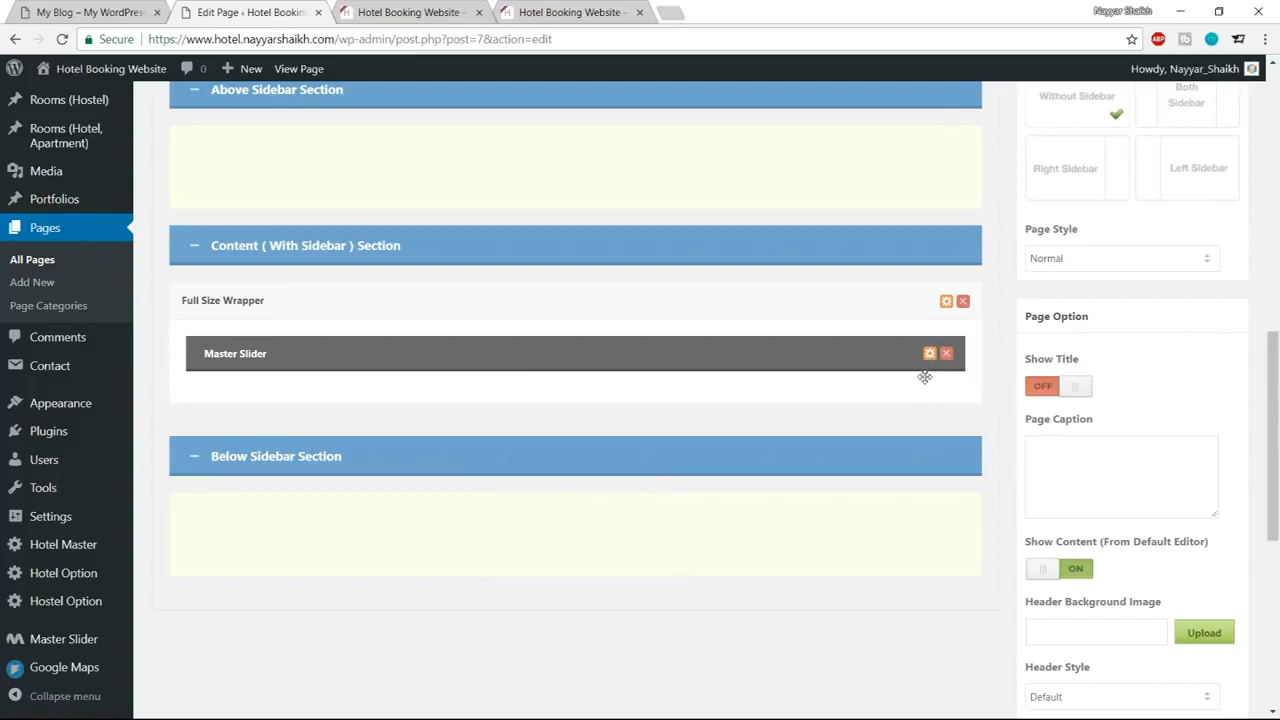 My Blog – My WordPress
Edit Page ‹ Hotel Bookin
Hotel Booking Website –
Hotel Booking Website –
Nayyar Shaikh
Secure
https://www.hotel.nayyarshaikh.com/wp-admin/post.php?post=7&action=edit
ABP
tb
Hotel Booking Website
0
New
View Page
Howdy, Nayyar_Shaikh
Rooms (Hostel)
Rooms (Hotel,
Apartment)
Media
Portfolios
Pages
All Pages
Add New
Page Categories
Comments
Contact
Appearance
Plugins
Users
Tools
Settings
Hotel Master
Hotel Option
Hostel Option
Master Slider
Google Maps
Collapse menu
Above Sidebar Section
Content ( With Sidebar ) Section
Full Size Wrapper
Master Slider
Below Sidebar Section
Without Sidebar
Both
Sidebar
Right Sidebar
Left Sidebar
Page Style
Normal
Page Option
Show Title
OFF
Page Caption
Show Content (From Default Editor)
ON
Header Background Image
Upload
Header Style
Default